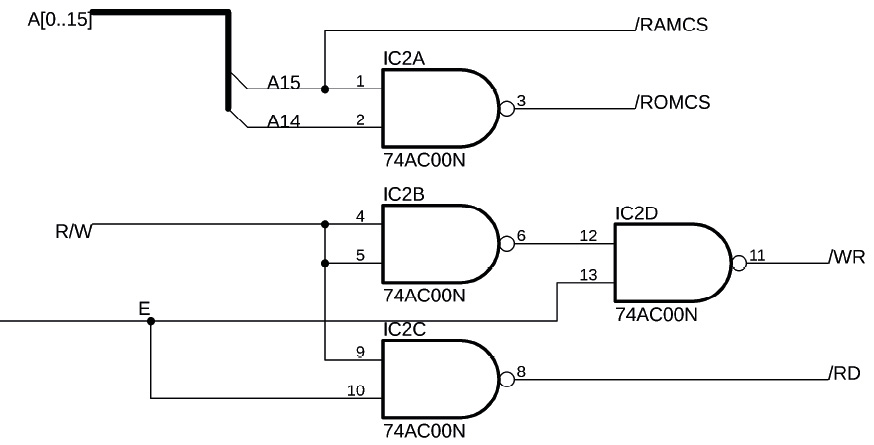 A[0..15]
/RAMCS
IC2A
A15
1
3
/ROMCS
A14
2
74AC00N
IC2B
R/W
4
5
6
74AC00N
IC2D
12
13
11
/WR
74AC00N
E
IC2C
9
10
8
/RD
74AC00N